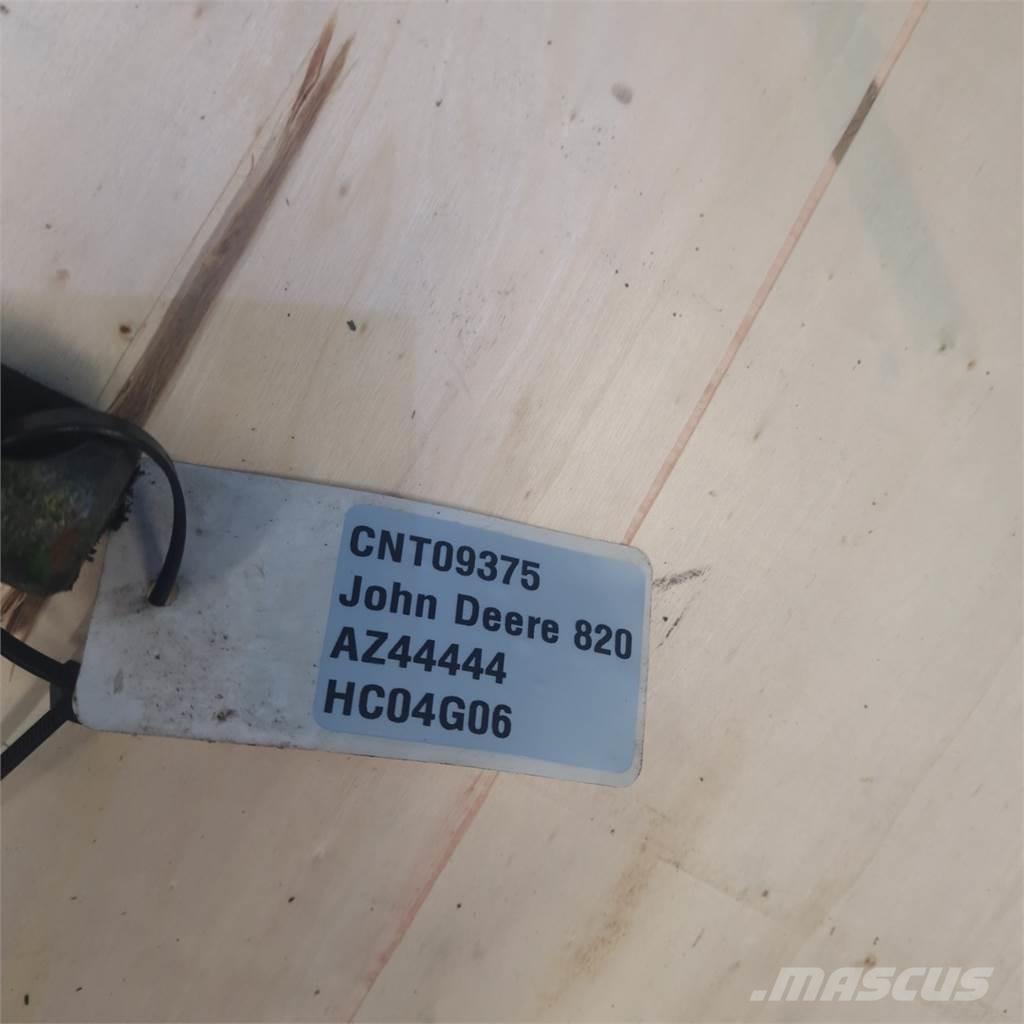 CNT09375
John Deere 820
AZ44444
HC04G06
.MASCUS